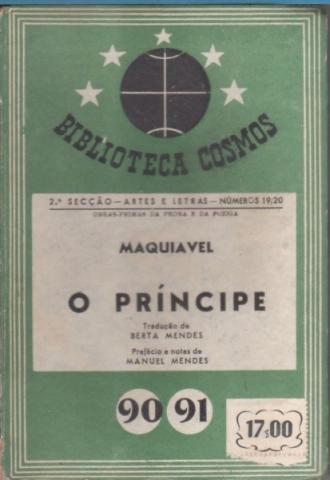 BIBLIOTECA COSMOS
2.ª SECÇÃO — ARTES E LETRAS — NÚMEROS 19/20
OBRAS-PRIMAS DA PROSA E DA POESIA
MAQUIAVEL
O PRÍNCIPE
Tradução de
BERTA MENDES
Prefácio e notas de
MANUEL MENDES
90 91
17$00